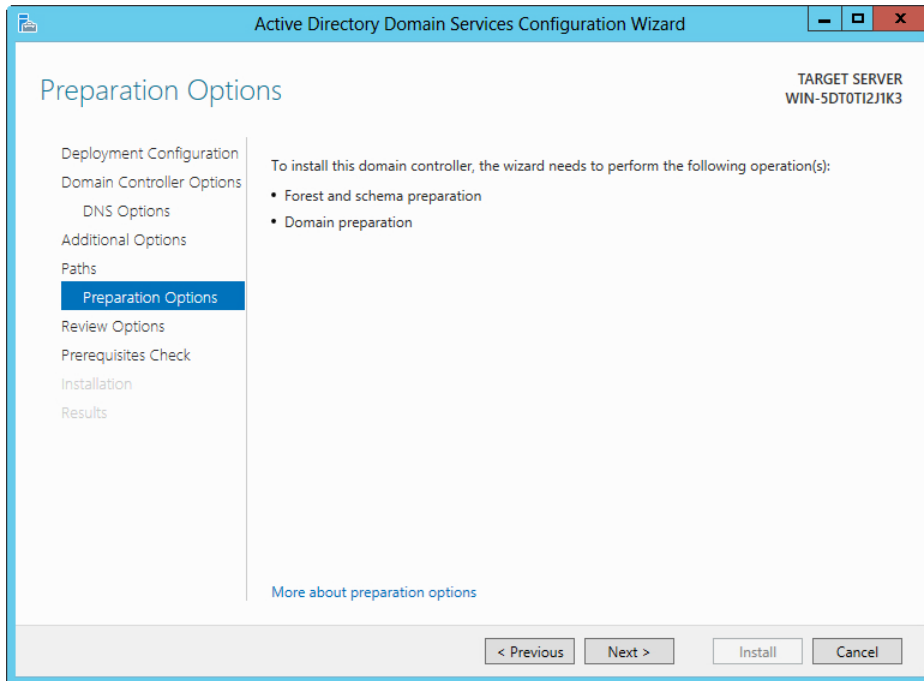 Active Directory Domain Services Configuration Wizard
Preparation Options
TARGET SERVER
WIN-5DT0TI2J1K3
Deployment Configuration
Domain Controller Options
DNS Options
Additional Options
Paths
Preparation Options
Review Options
Prerequisites Check
Installation
Results
To install this domain controller, the wizard needs to perform the following operation(s):
• Forest and schema preparation
• Domain preparation
More about preparation options
< Previous
Next >
Install
Cancel